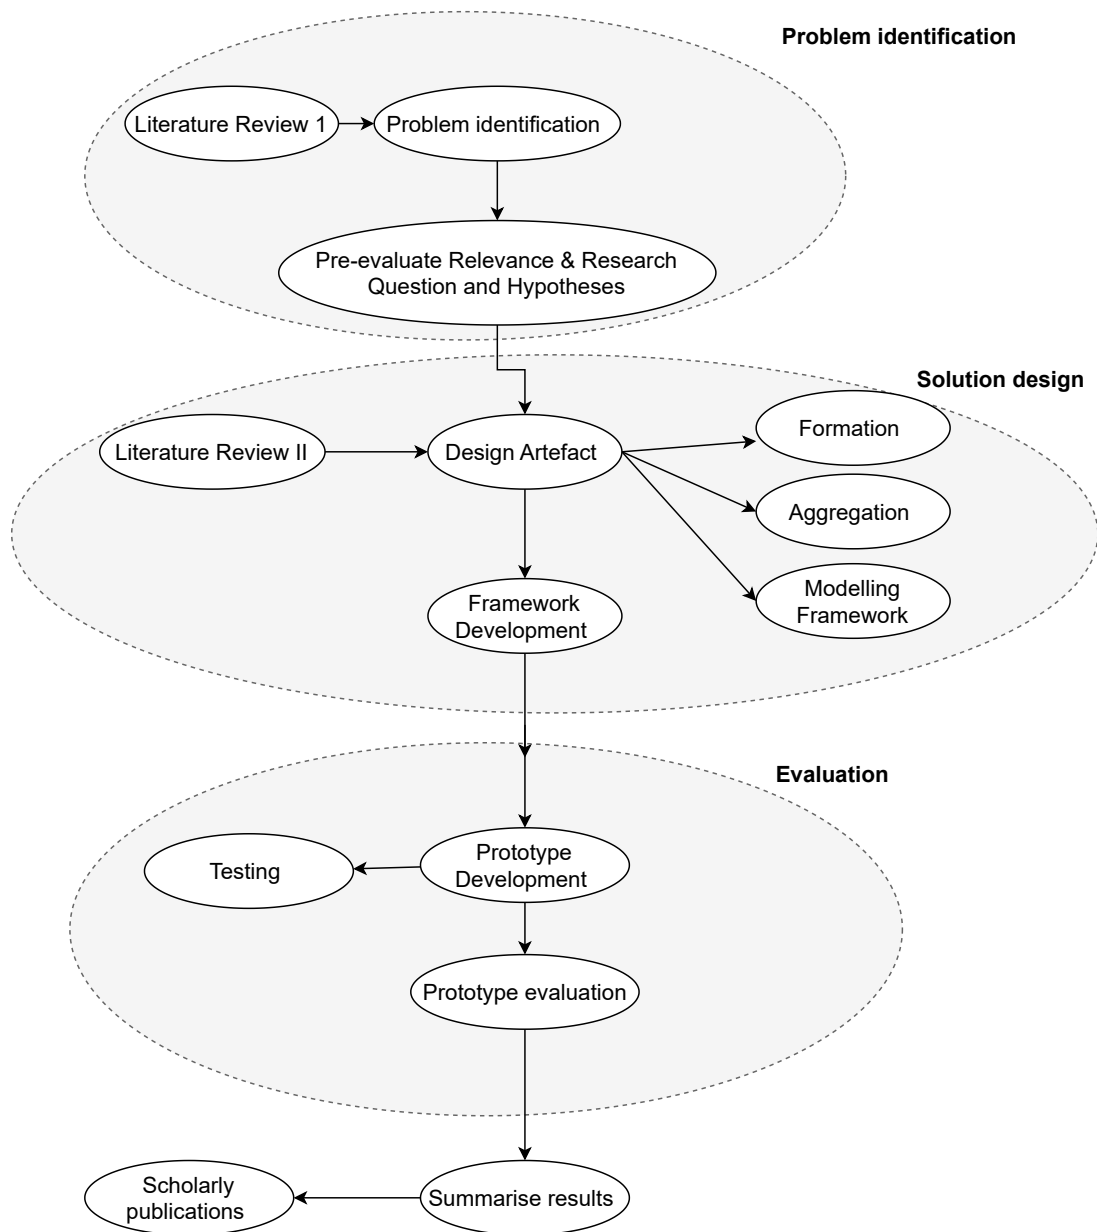 Problem identification
Literature Review 1
Problem identification
Pre-evaluate Relevance & Research
Question and Hypotheses
Solution design
Literature Review II
Design Artefact
Formation
Aggregation
Modelling
Framework
Framework
Development
Evaluation
Testing
Prototype
Development
Prototype evaluation
Scholarly
publications
Summarise results